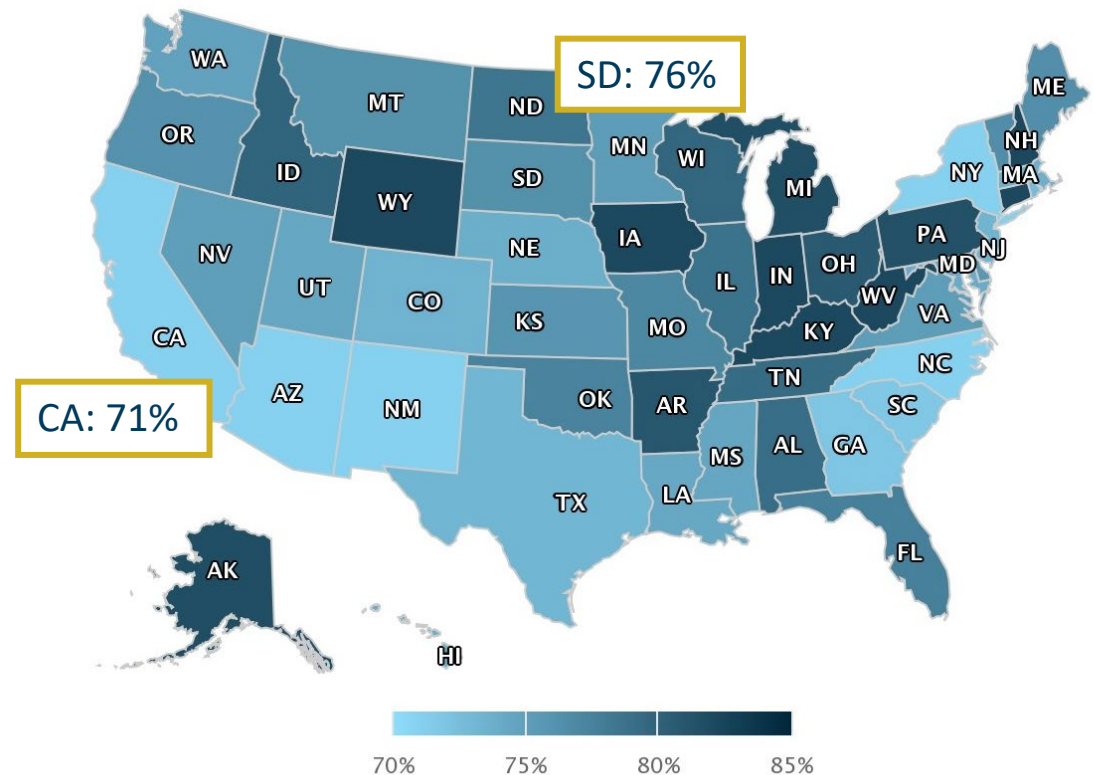 WA
SD: 76%
MT
ND
ME
OR
MN
WI
NH
ID
SD
NY
MA
MI
WY
IA
PA
NE
OH
NJ
NV
IL
IN
MD
UT
CO
WV
VA
KS
MO
KY
CA
NC
TN
AZ
OK
AR
SC
NM
CA: 71%
MS
AL
GA
LA
TX
FL
AK
HI
70%
75%
80%
85%